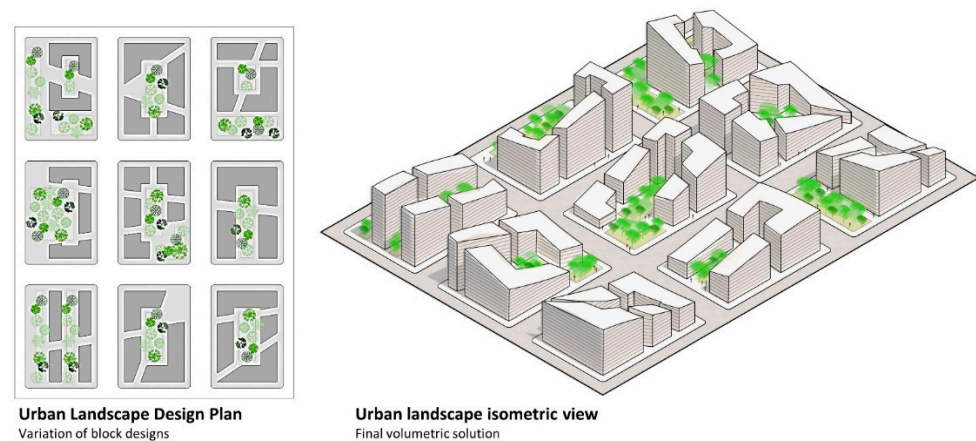 Urban Landscape Design Plan
Variation of block designs
Urban landscape isometric view
Final volumetric solution